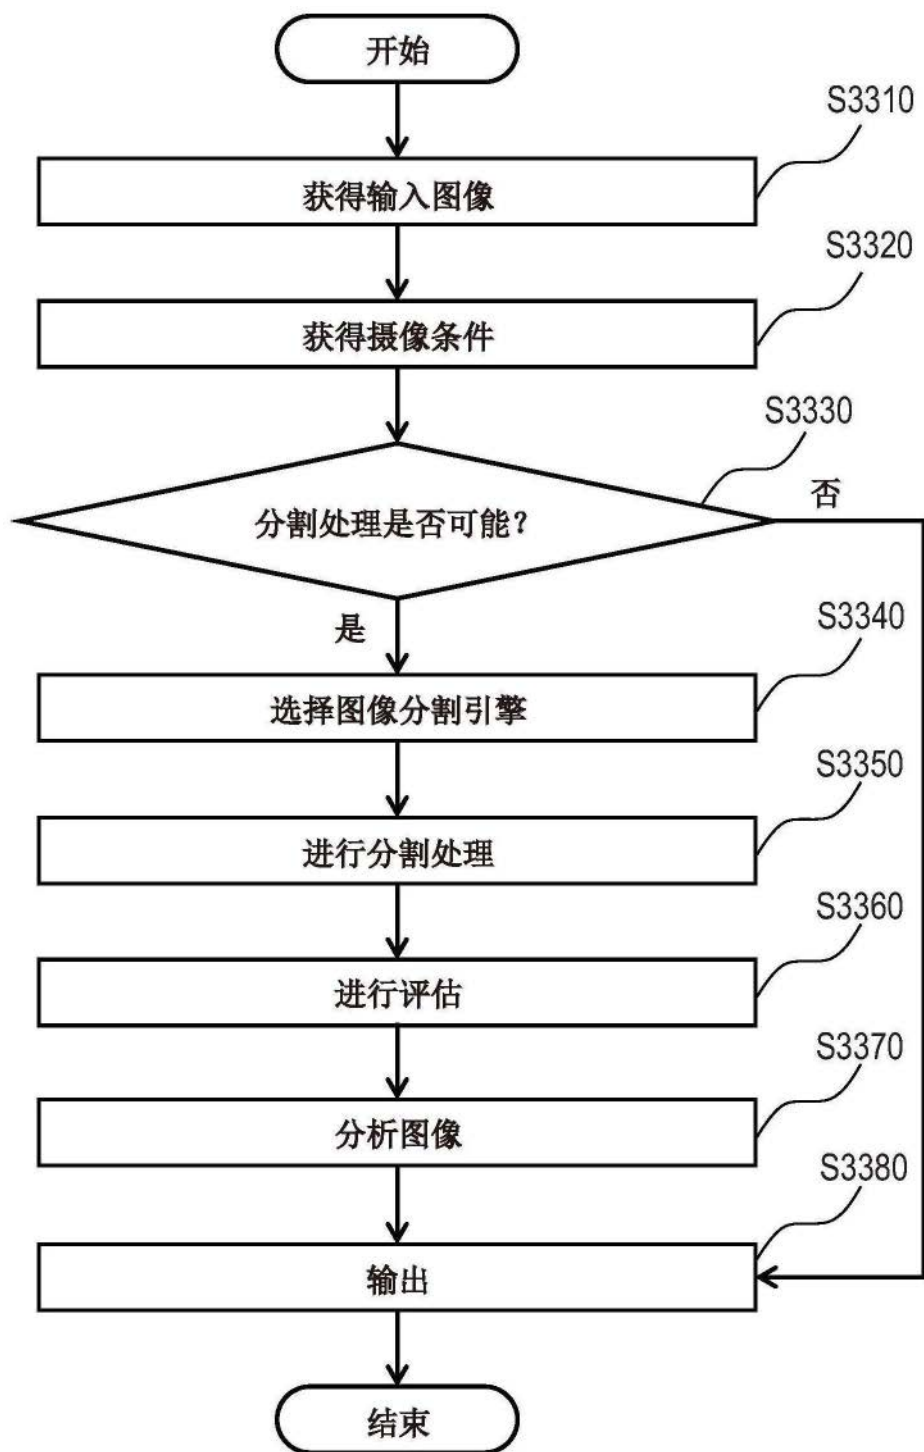 开始
S3310
获得输入图像
S3320
获得摄像条件
S3330
分割处理是否可能？
否
是
S3340
选择图像分割引擎
S3350
进行分割处理
S3360
进行评估
S3370
分析图像
S3380
输出
结束